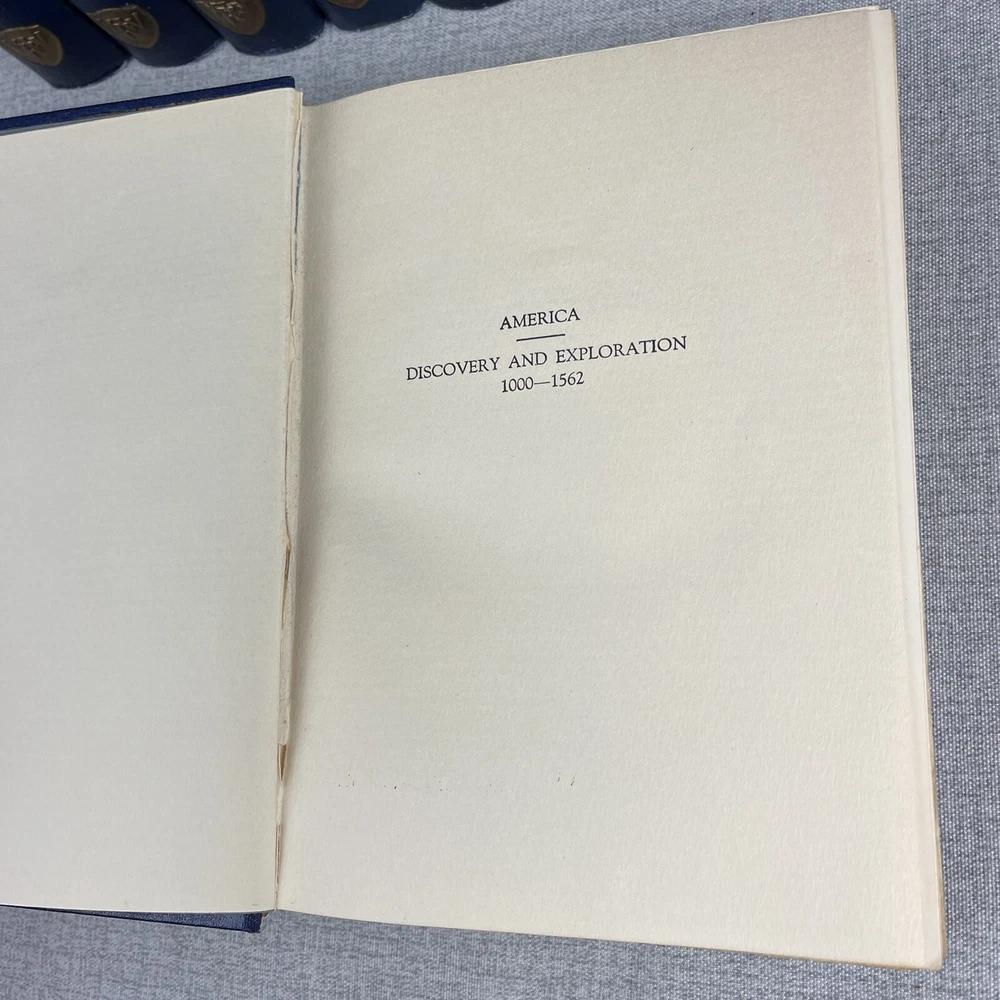 AMERICA
DISCOVERY AND EXPLORATION
1000—1562